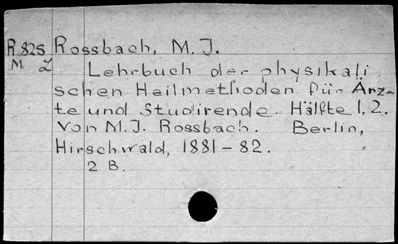 R 825 Rossbach, M. J.
M Z Lehrbuch der physikali
schen Heilmethoden für Ärz-
te und Studirende. Hälfte 1. 2.
Von M. J. Rossbach. Berlin,
Hirschwald, 1881-82.
2 B.